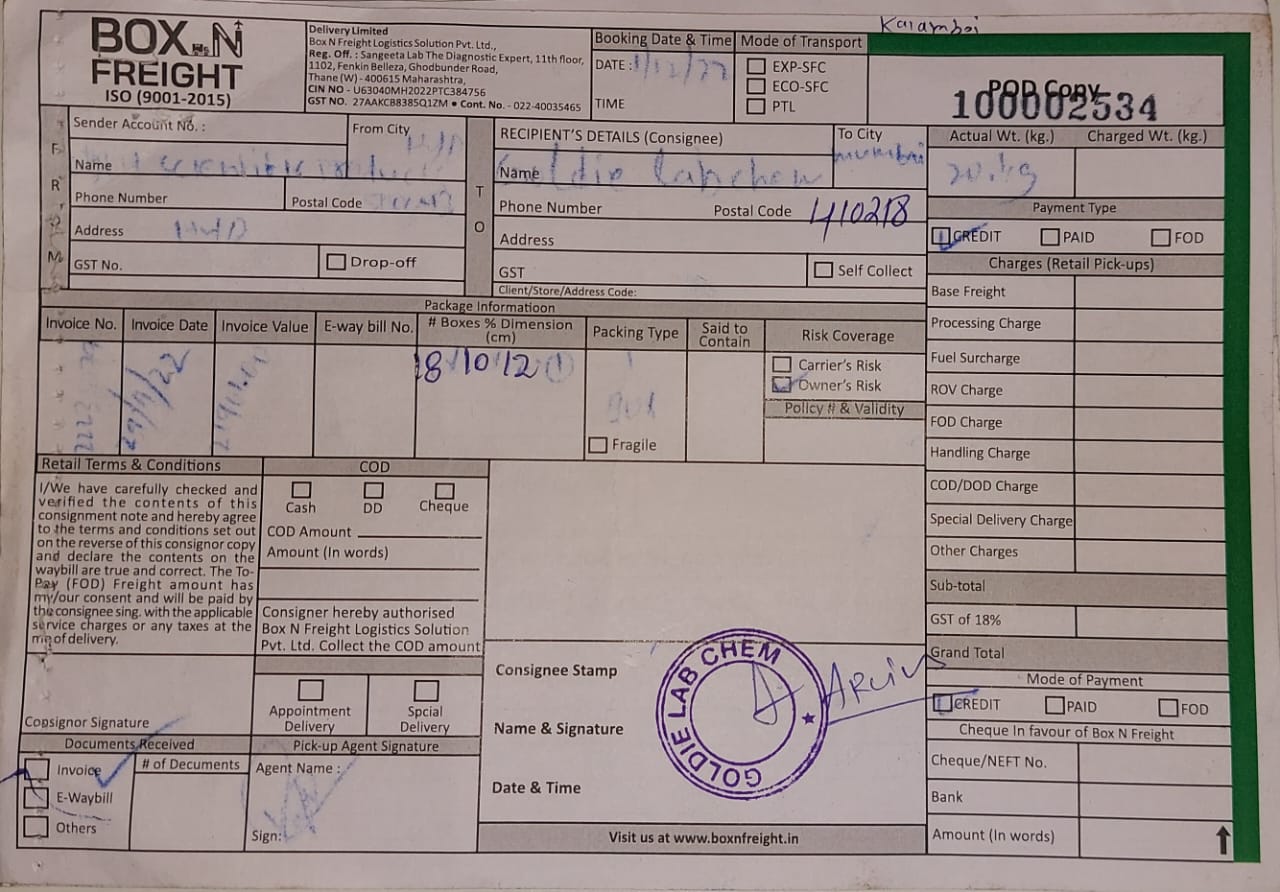 Karamboi
BOX N
FREIGHT
ISO (9001-2015)
Delivery Limited
Box N Freight Logistics Solution Pvt. Ltd.,
Reg. Off. : Sangeeta Lab The Diagnostic Expert, 11th floor,
1102, Fenkin Belleza, Ghodbunder Road,
Thane (W) - 400615 Maharashtra,
CIN NO - U63040MH2022PTC384756
GST NO. 27AAKCB8385Q1ZM • Cont. No. - 022-40035465
Booking Date & Time
DATE : 1/12/22
TIME
Mode of Transport
EXP-SFC
ECO-SFC
PTL
POD Copy
100002534
FROM
Sender Account No. :
From City
Name
Phone Number
Postal Code
Address
GST No.
Drop-off
TO
RECIPIENT'S DETAILS (Consignee)
To City
mumbai
Name Goldie Labchem
Phone Number
Postal Code 410218
Address
GST
Self Collect
Client/Store/Address Code:
Actual Wt. (kg.)
Charged Wt. (kg.)
20.kg
Payment Type
CREDIT
PAID
FOD
Charges (Retail Pick-ups)
Base Freight
Processing Charge
Fuel Surcharge
ROV Charge
FOD Charge
Handling Charge
COD/DOD Charge
Special Delivery Charge
Other Charges
Sub-total
GST of 18%
Grand Total
Mode of Payment
CREDIT
PAID
FOD
Cheque In favour of Box N Freight
Cheque/NEFT No.
Bank
Amount (In words)
Package Informatioon
Invoice No.
Invoice Date
Invoice Value
E-way bill No.
# Boxes % Dimension
(cm)
Packing Type
Said to
Contain
Risk Coverage
29/11/22
18/10/12 ①
Fragile
Carrier's Risk
Owner's Risk
Policy # & Validity
Retail Terms & Conditions
I/We have carefully checked and
verified the contents of this
consignment note and hereby agree
to the terms and conditions set out
on the reverse of this consignor copy
and declare the contents on the
waybill are true and correct. The To-
Pay (FOD) Freight amount has
my/our consent and will be paid by
the consignee sing. with the applicable
service charges or any taxes at the
me of delivery.
Consignor Signature
COD
Cash
DD
Cheque
COD Amount
Amount (In words)
Consigner hereby authorised
Box N Freight Logistics Solution
Pvt. Ltd. Collect the COD amount
Appointment
Delivery
Spcial
Delivery
Documents Received
Invoice
E-Waybill
Others
# of Decuments
Pick-up Agent Signature
Agent Name :
Sign:
Consignee Stamp
Name & Signature
Date & Time
GOLDIE LAB CHEM
Visit us at www.boxnfreight.in